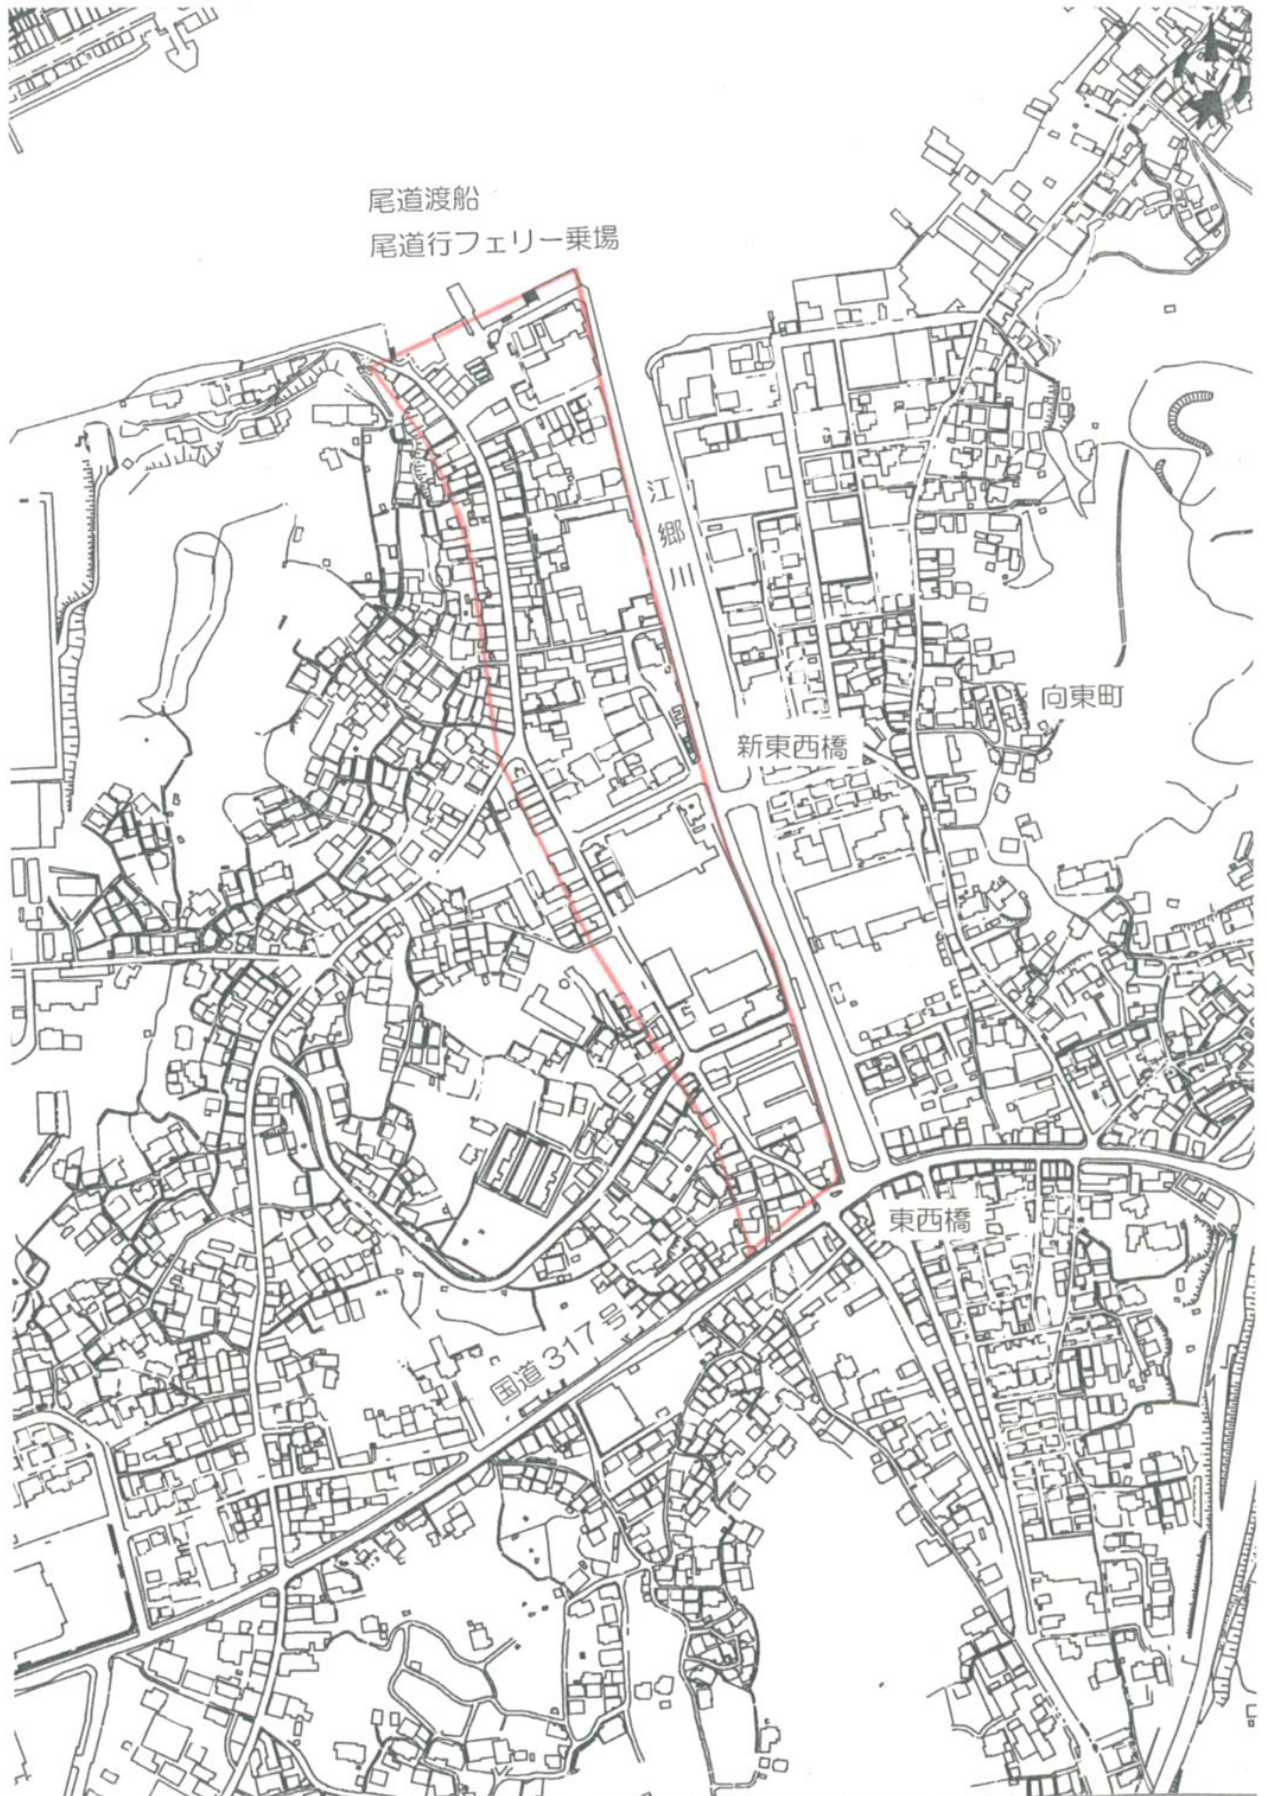 尾道渡船
尾道行フェリー乗場
江郷川
向東町
新東西橋
東西橋
国道317号